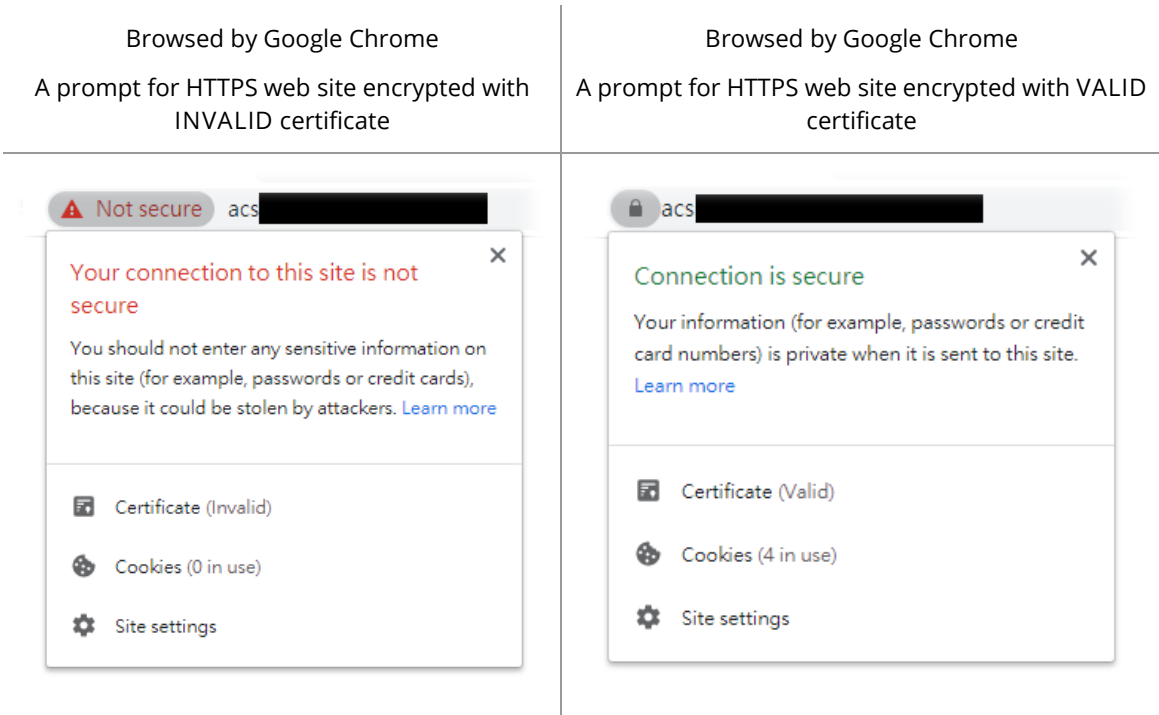 Browsed by Google Chrome
A prompt for HTTPS web site encrypted with
INVALID certificate
Not secure acs
Your connection to this site is not
secure
You should not enter any sensitive information on
this site (for example, passwords or credit cards),
because it could be stolen by attackers. Learn more
Certificate (Invalid)
Cookies (0 in use)
Site settings
Browsed by Google Chrome
A prompt for HTTPS web site encrypted with VALID
certificate
acs
Connection is secure
Your information (for example, passwords or credit
card numbers) is private when it is sent to this site.
Learn more
Certificate (Valid)
Cookies (4 in use)
Site settings